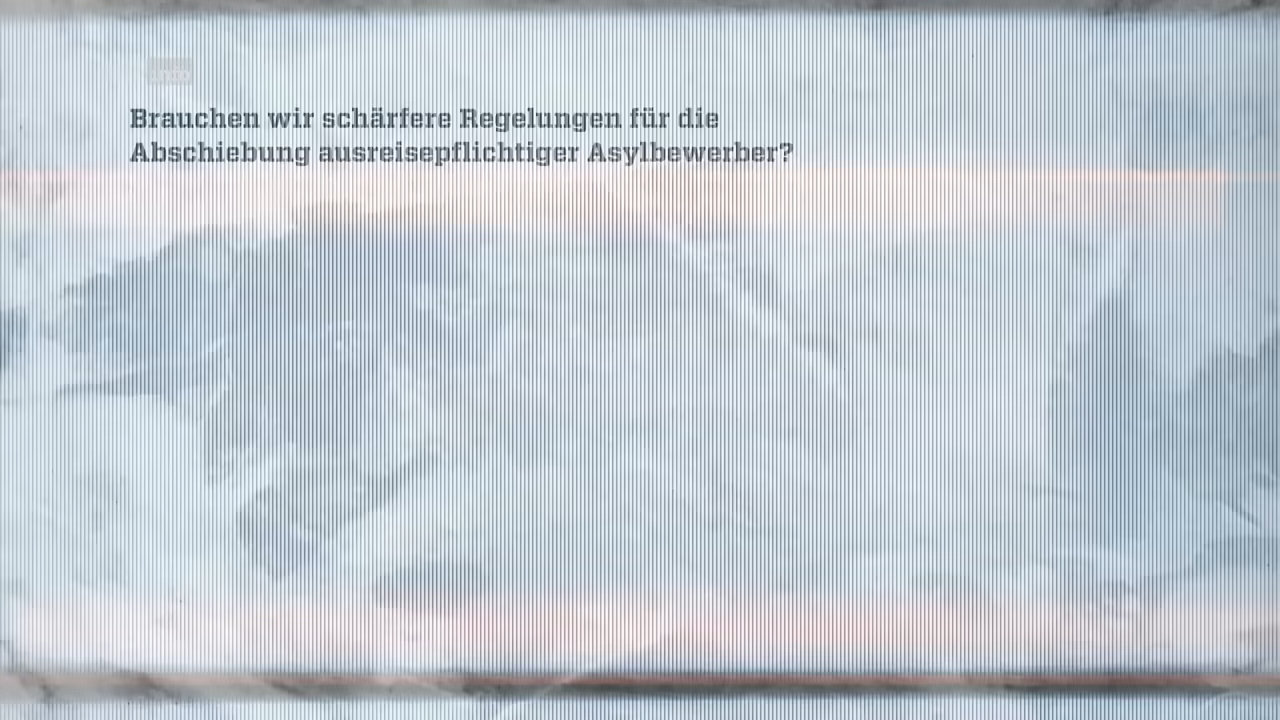 Brauchen wir schärfere Regelungen für die
Abschiebung ausreisepflichtiger Asylbewerber?